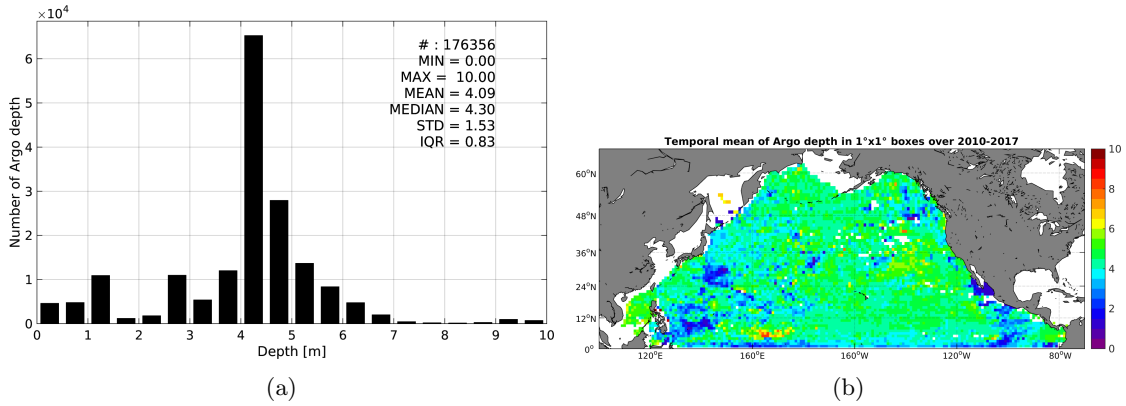 ×10⁴
6
5
4
3
2
1
0
Number of Argo depth
# : 176356
MIN = 0.00
MAX = 10.00
MEAN = 4.09
MEDIAN = 4.30
STD = 1.53
IQR = 0.83
0 1 2 3 4 5 6 7 8 9 10
Depth [m]
(a)
Temporal mean of Argo depth in 1°x1° boxes over 2010-2017
60°N
48°N
36°N
24°N
12°N
0°
120°E 160°E 160°W 120°W 80°W
10
8
6
4
2
0
(b)